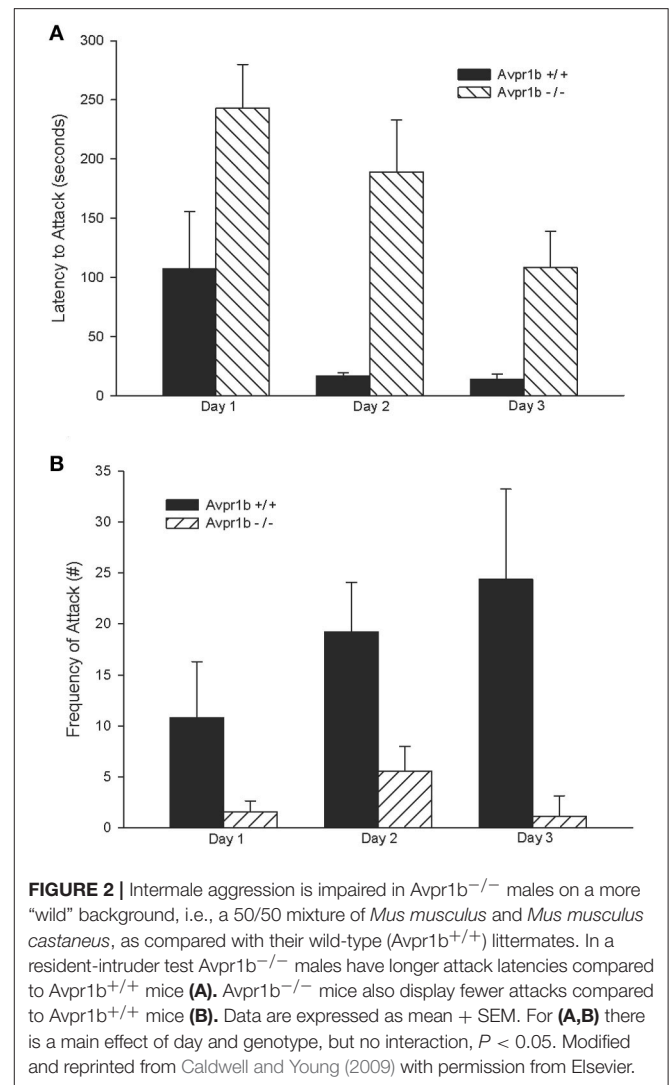 A
300
250
200
150
100
50
0
Latency to Attack (seconds)
Avpr1b +/+
Avpr1b -/-
Day 1
Day 2
Day 3
B
35
30
25
20
15
10
5
0
Frequency of Attack (#)
Avpr1b +/+
Avpr1b -/-
Day 1
Day 2
Day 3
FIGURE 2 | Intermale aggression is impaired in Avpr1b−/− males on a more
“wild” background, i.e., a 50/50 mixture of Mus musculus and Mus musculus
castaneus, as compared with their wild-type (Avpr1b+/+) littermates. In a
resident-intruder test Avpr1b−/− males have longer attack latencies compared
to Avpr1b+/+ mice (A). Avpr1b−/− mice also display fewer attacks compared
to Avpr1b+/+ mice (B). Data are expressed as mean + SEM. For (A,B) there
is a main effect of day and genotype, but no interaction, P < 0.05. Modified
and reprinted from Caldwell and Young (2009) with permission from Elsevier.